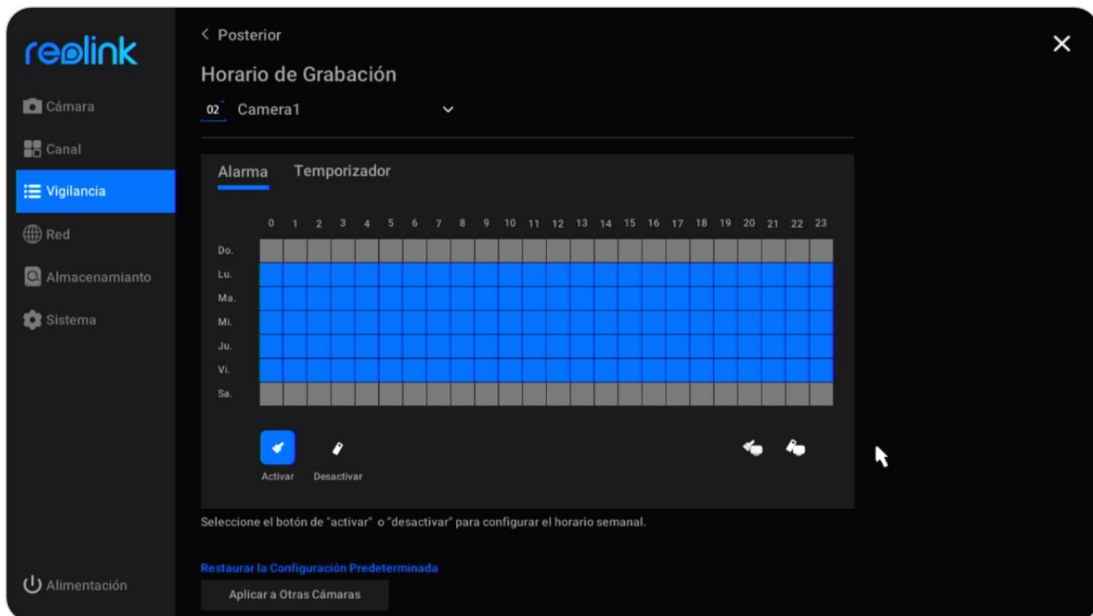 reolink
Cámara
Canal
Vigilancia
Red
Almacenamianto
Sistema
Alimentación
Posterior
Horario de Grabación
02 Camera1
Alarma Temporizador
0 1 2 3 4 5 6 7 8 9 10 11 12 13 14 15 16 17 18 19 20 21 22 23
Do.
Lu.
Ma.
Mi.
Ju.
Vi.
Sa.
Activar Desactivar
Seleccione el botón de "activar" o "desactivar" para configurar el horario semanal.
Restaurar la Configuración Predeterminada
Aplicar a Otras Cámaras